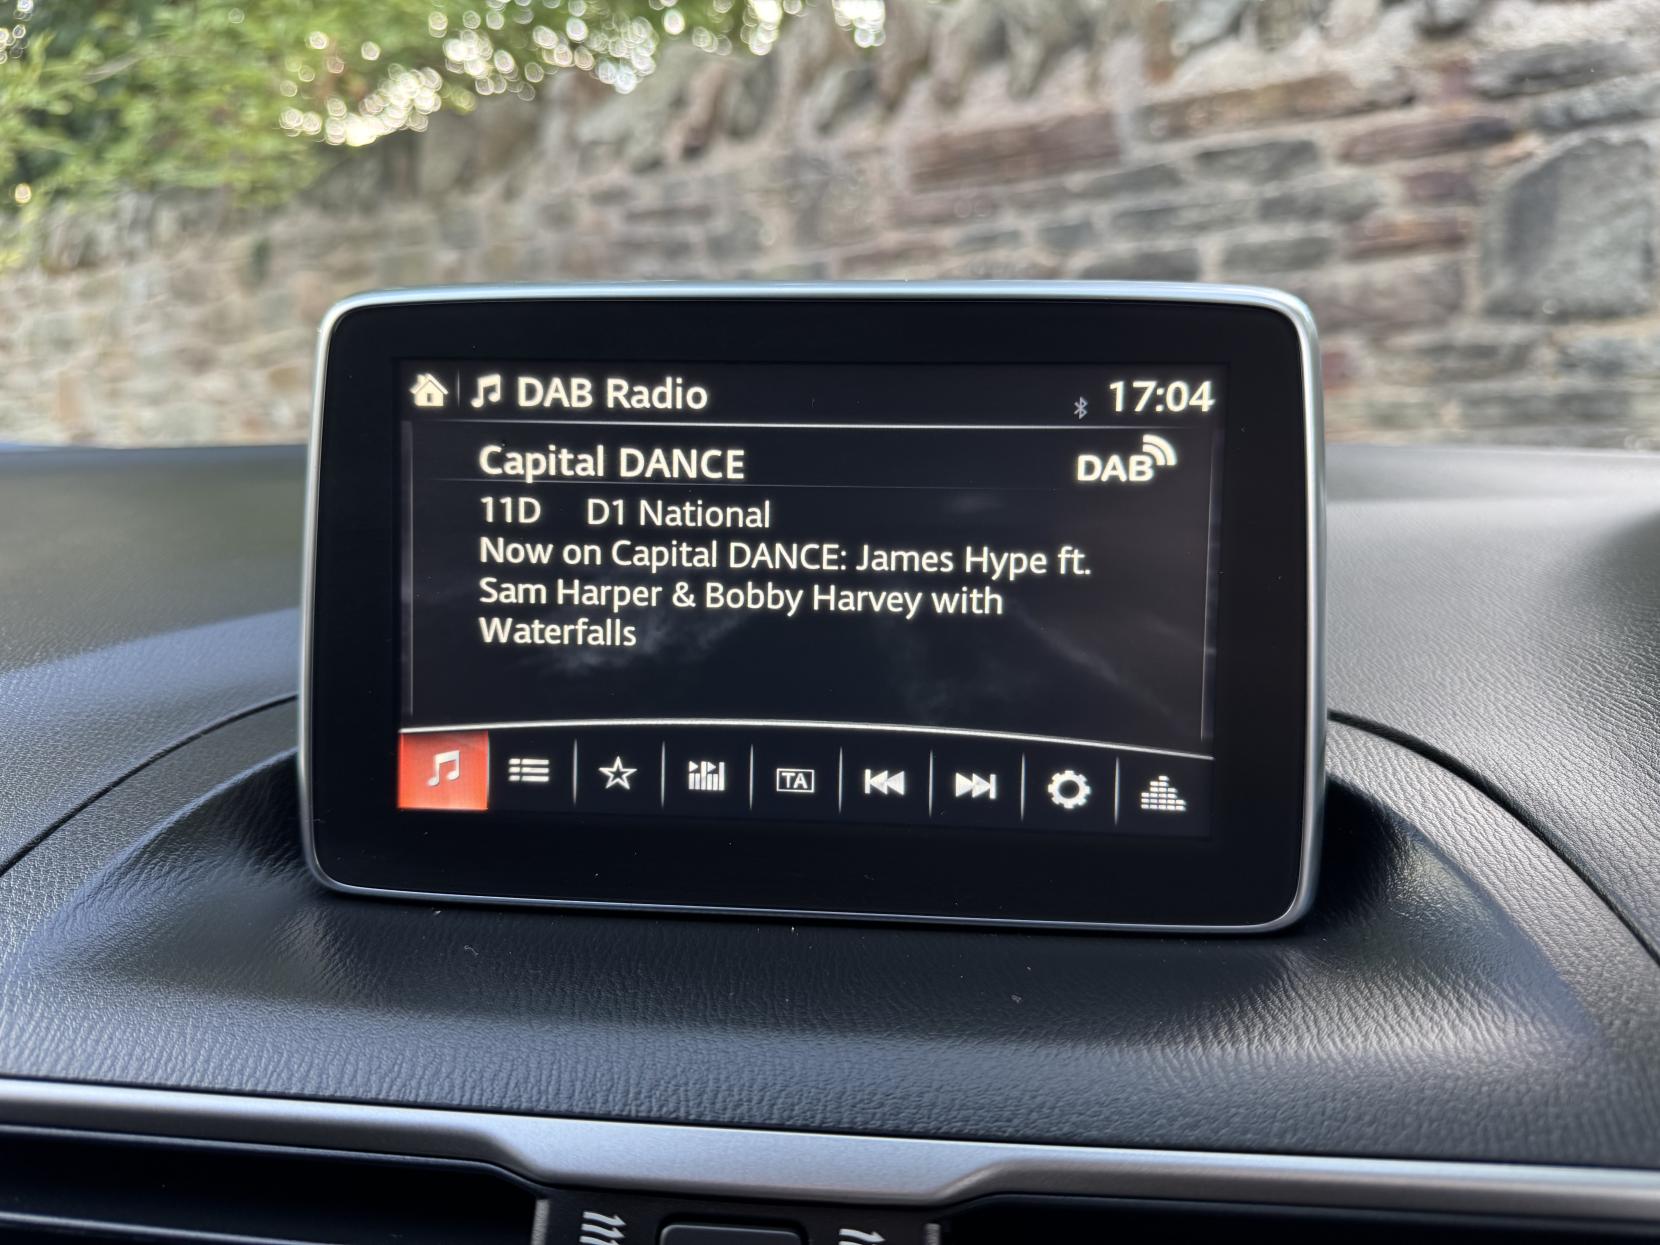 DAB Radio
17:04
Capital DANCE
DAB
11D D1 National
Now on Capital DANCE: James Hype ft.
Sam Harper & Bobby Harvey with
Waterfalls
TA